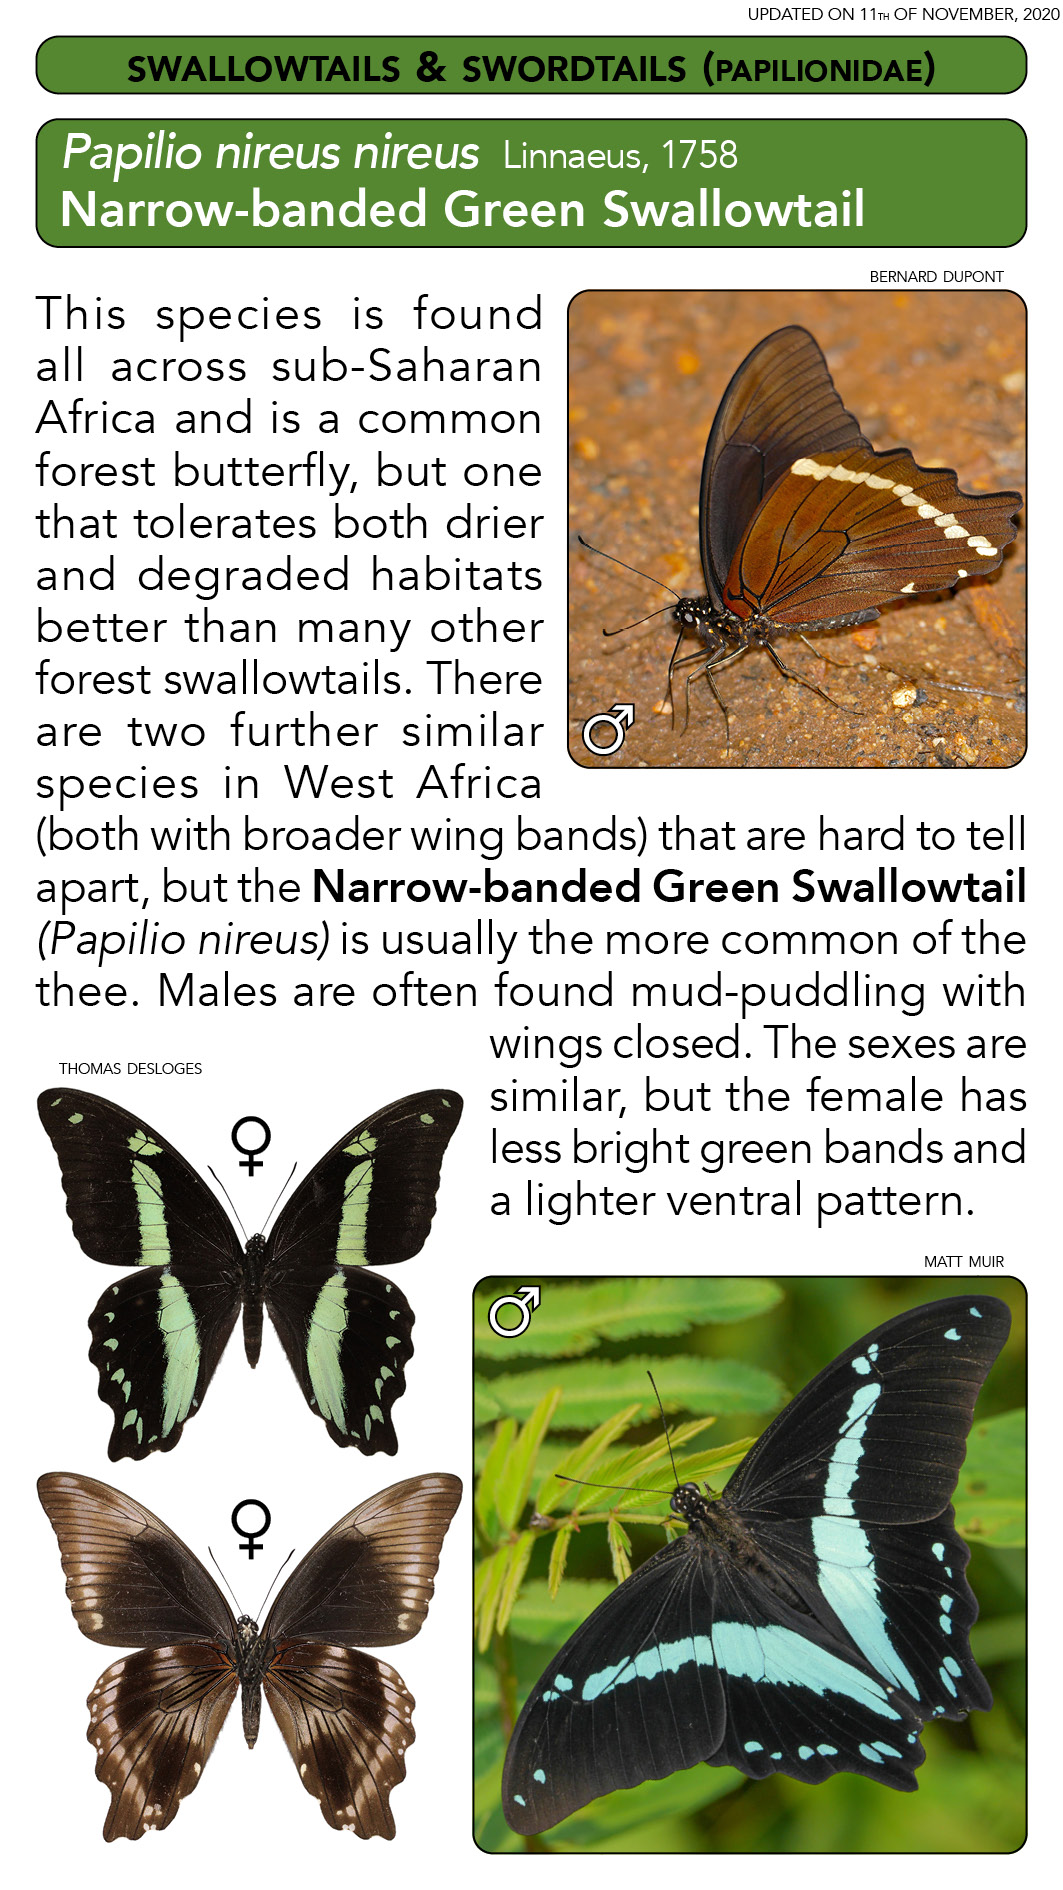 UPDATED ON 11TH OF NOVEMBER, 2020
SWALLOWTAILS & SWORDTAILS (PAPILIONIDAE)
Papilio nireus nireus Linnaeus, 1758
Narrow-banded Green Swallowtail
BERNARD DUPONT
This species is found
all across sub-Saharan
Africa and is a common
forest butterfly, but one
that tolerates both drier
and degraded habitats
better than many other
forest swallowtails. There
are two further similar
species in West Africa
(both with broader wing bands) that are hard to tell
apart, but the Narrow-banded Green Swallowtail
(Papilio nireus) is usually the more common of the
thee. Males are often found mud-puddling with
wings closed. The sexes are
similar, but the female has
less bright green bands and
a lighter ventral pattern.
THOMAS DESLOGES
♂
♀
♀
MATT MUIR
♂